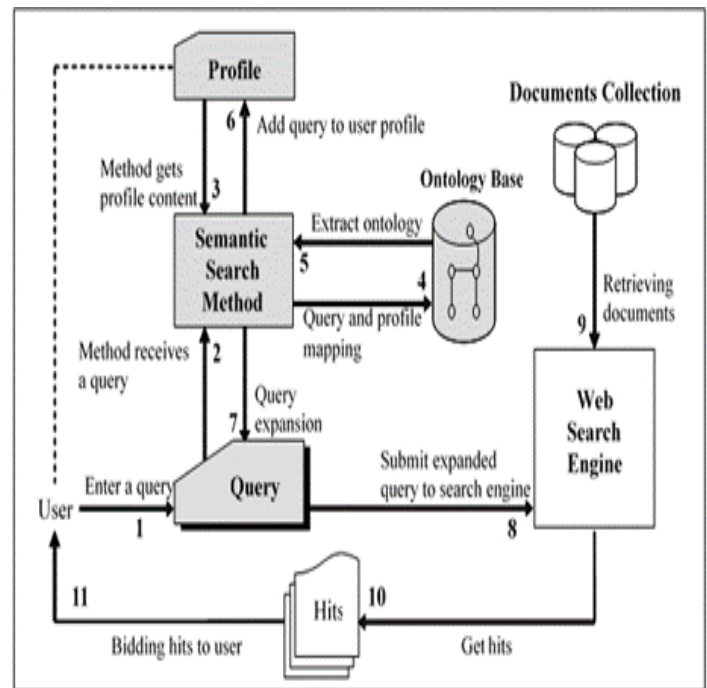 Profile
Documents Collection
6
Add query to user profile
Method gets
profile content
3
Ontology Base
Semantic
Search
Method
Extract ontology
5
4
Query and profile
mapping
Retrieving
documents
9
Method receives
a query
2
Query
expansion
7
Web
Search
Engine
User
Enter a query
1
Query
Submit expanded
query to search engine
8
11
Hits
10
Bidding hits to user
Get hits